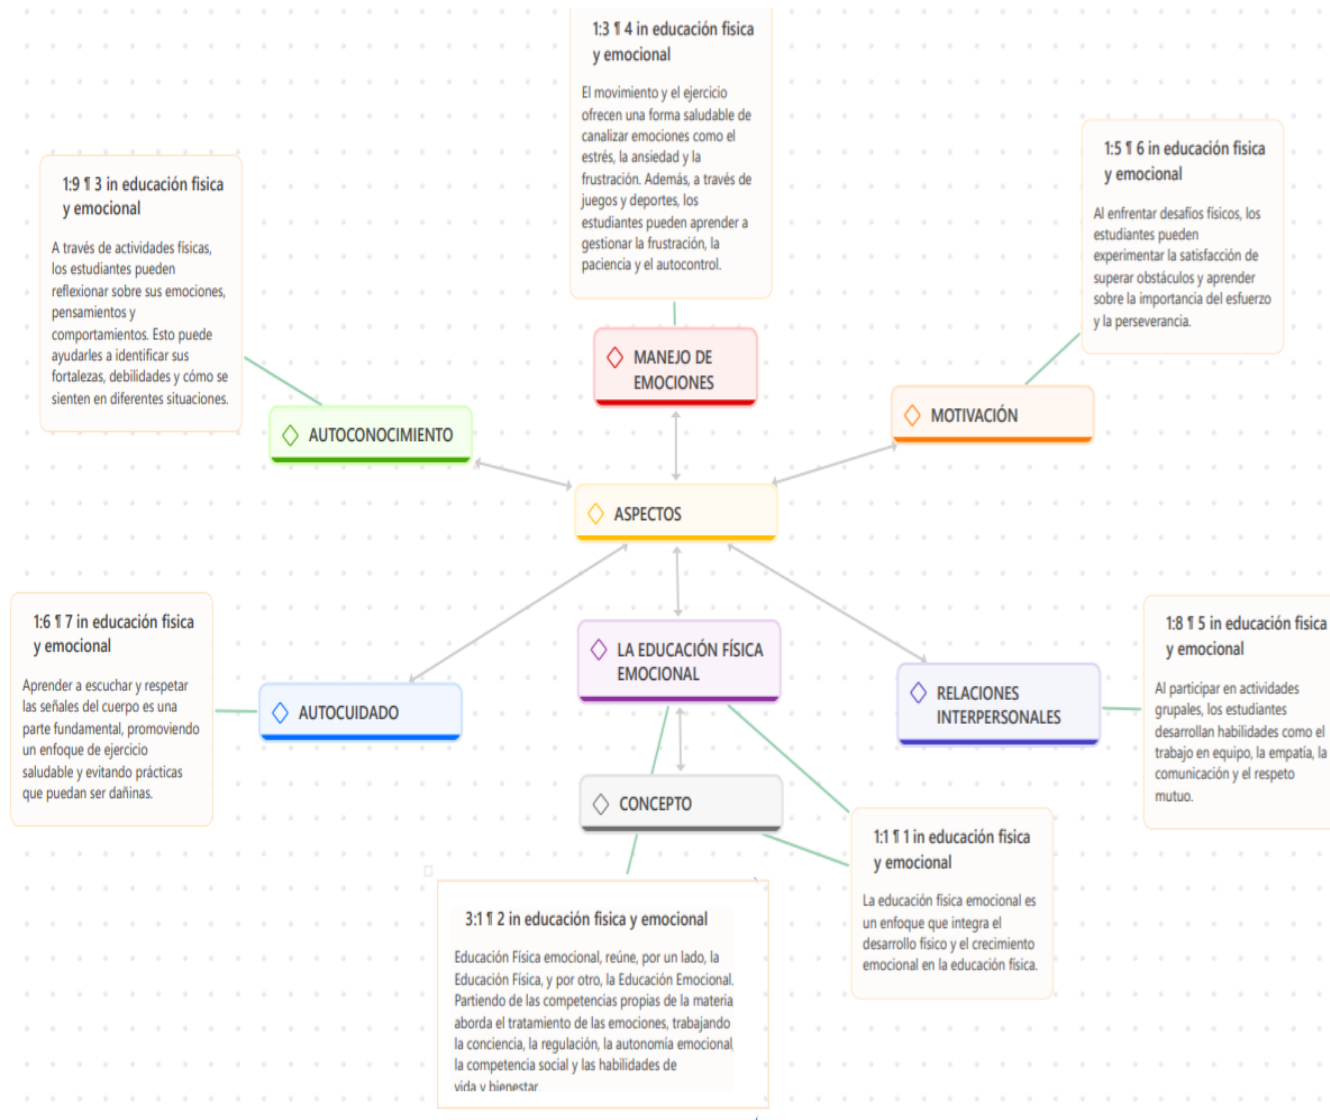 1:3 ¶ 4 in educación fisica
y emocional
El movimiento y el ejercicio
ofrecen una forma saludable de
canalizar emociones como el
estrés, la ansiedad y la
frustración. Además, a través de
juegos y deportes, los
estudiantes pueden aprender a
gestionar la frustración, la
paciencia y el autocontrol.
1:5 ¶ 6 in educación fisica
y emocional
Al enfrentar desafíos físicos, los
estudiantes pueden
experimentar la satisfacción de
superar obstáculos y aprender
sobre la importancia del esfuerzo
y la perseverancia.
1:9 ¶ 3 in educación fisica
y emocional
A través de actividades físicas,
los estudiantes pueden
reflexionar sobre sus emociones,
pensamientos y
comportamientos. Esto puede
ayudarles a identificar sus
fortalezas, debilidades y cómo se
sienten en diferentes situaciones.
MANEJO DE
EMOCIONES
MOTIVACIÓN
AUTOCONOCIMIENTO
ASPECTOS
1:6 ¶ 7 in educación fisica
y emocional
Aprender a escuchar y respetar
las señales del cuerpo es una
parte fundamental, promoviendo
un enfoque de ejercicio
saludable y evitando prácticas
que puedan ser dañinas.
AUTOCUIDADO
LA EDUCACIÓN FÍSICA
EMOCIONAL
RELACIONES
INTERPERSONALES
1:8 ¶ 5 in educación fisica
y emocional
Al participar en actividades
grupales, los estudiantes
desarrollan habilidades como el
trabajo en equipo, la empatía, la
comunicación y el respeto
mutuo.
CONCEPTO
1:1 ¶ 1 in educación fisica
y emocional
La educación física emocional es
un enfoque que integra el
desarrollo físico y el crecimiento
emocional en la educación física.
3:1 ¶ 2 in educación fisica y emocional
Educación Física emocional, reúne, por un lado, la
Educación Física, y por otro, la Educación Emocional.
Partiendo de las competencias propias de la materia
aborda el tratamiento de las emociones, trabajando
la conciencia, la regulación, la autonomía emocional,
la competencia social y las habilidades de
vida y bienestar.